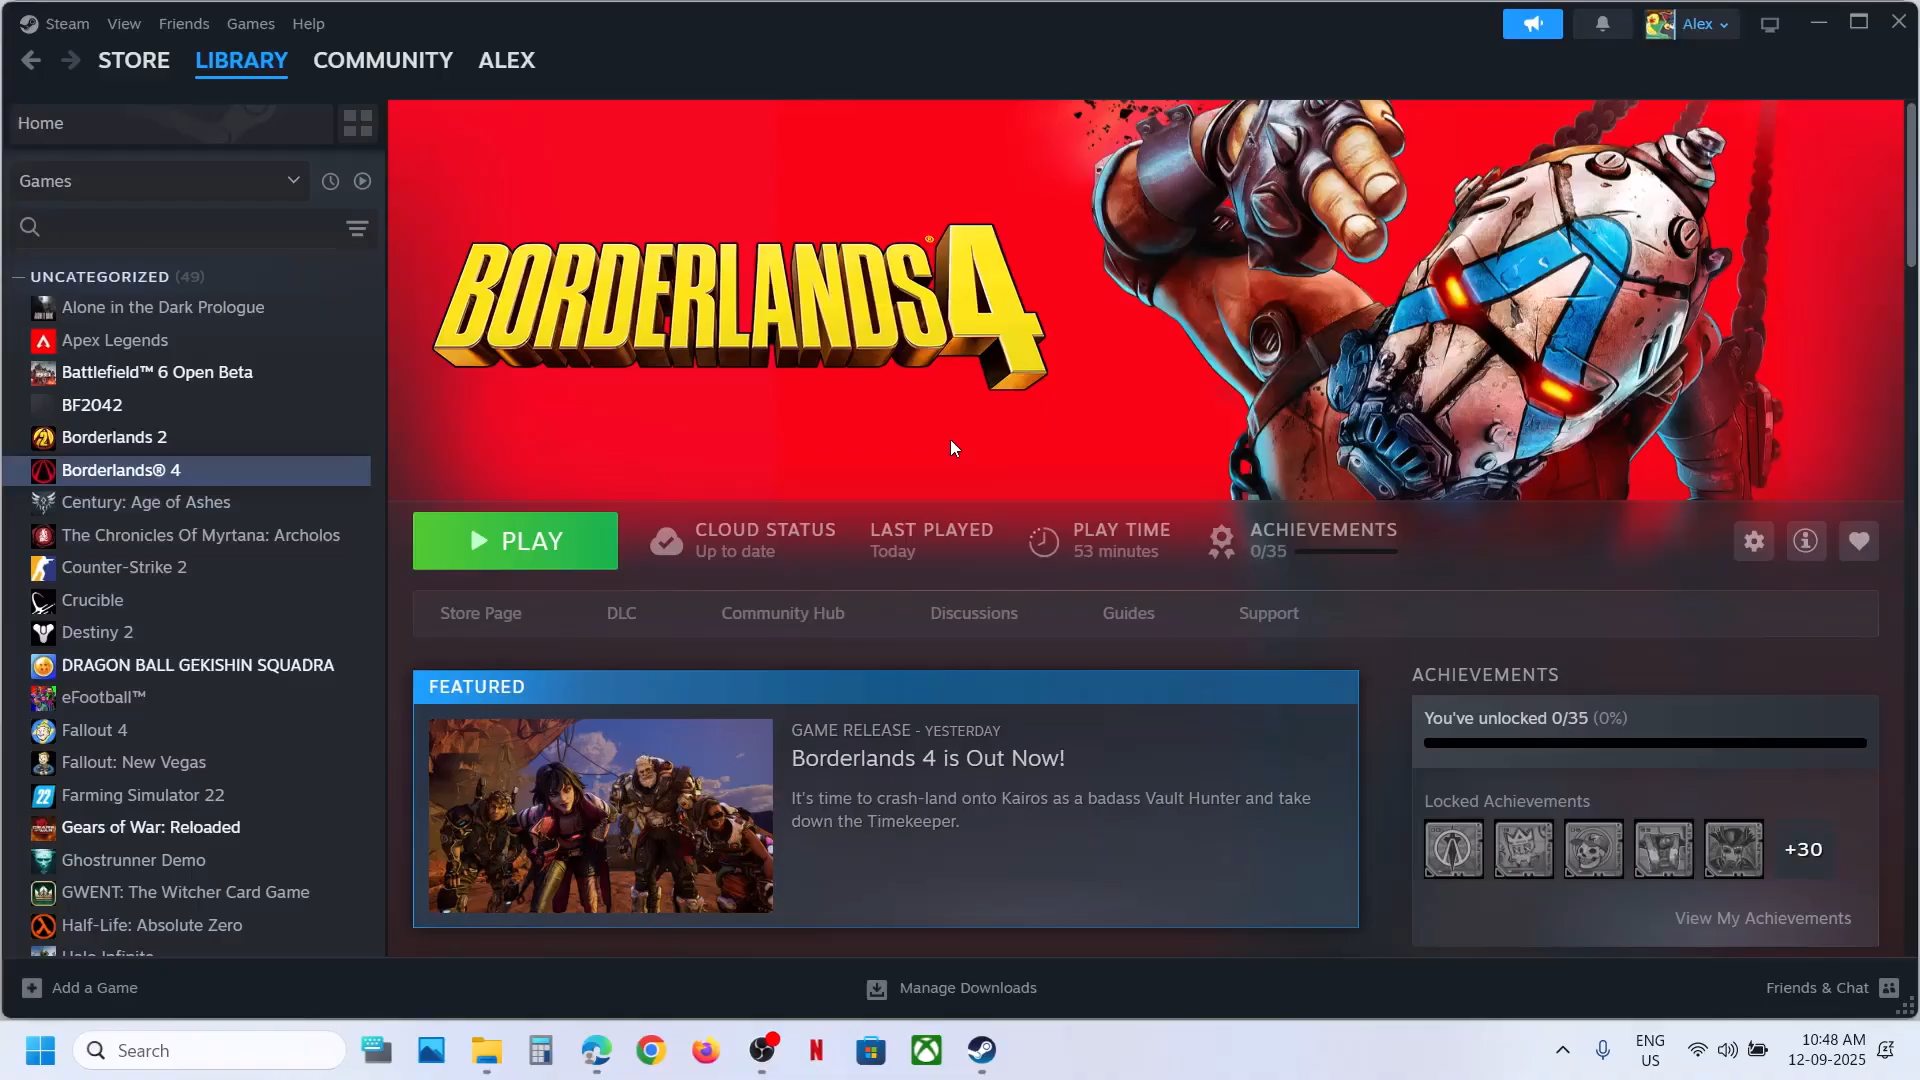 Steam View Friends Games Help
Alex
STORE LIBRARY COMMUNITY ALEX
Home
Games
UNCATEGORIZED (49)
Alone in the Dark Prologue
Apex Legends
Battlefield™ 6 Open Beta
BF2042
Borderlands 2
Borderlands® 4
Century: Age of Ashes
The Chronicles Of Myrtana: Archolos
Counter-Strike 2
Crucible
Destiny 2
DRAGON BALL GEKISHIN SQUADRA
eFootball™
Fallout 4
Fallout: New Vegas
Farming Simulator 22
Gears of War: Reloaded
Ghostrunner Demo
GWENT: The Witcher Card Game
Half-Life: Absolute Zero
Halo Infinite
BORDERLANDS® 4
PLAY
CLOUD STATUS
Up to date
LAST PLAYED
Today
PLAY TIME
53 minutes
ACHIEVEMENTS
0/35
Store Page DLC Community Hub Discussions Guides Support
FEATURED
GAME RELEASE - YESTERDAY
Borderlands 4 is Out Now!
It's time to crash-land onto Kairos as a badass Vault Hunter and take
down the Timekeeper.
ACHIEVEMENTS
You've unlocked 0/35 (0%)
Locked Achievements
+30
View My Achievements
Add a Game
Manage Downloads
Friends & Chat
Search
ENG
US
10:48 AM
12-09-2025